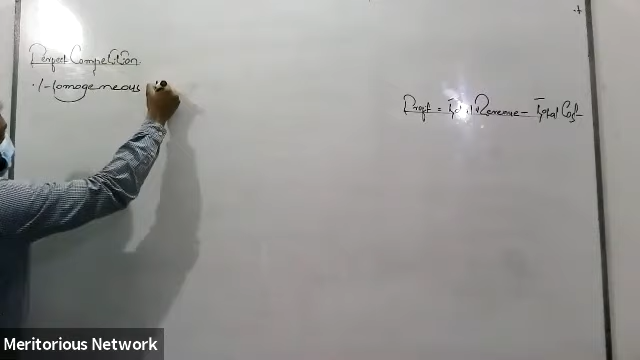 Perfect Competition
Homogeneous
Profit = Total Revenue - Total Cost
Meritorious Network